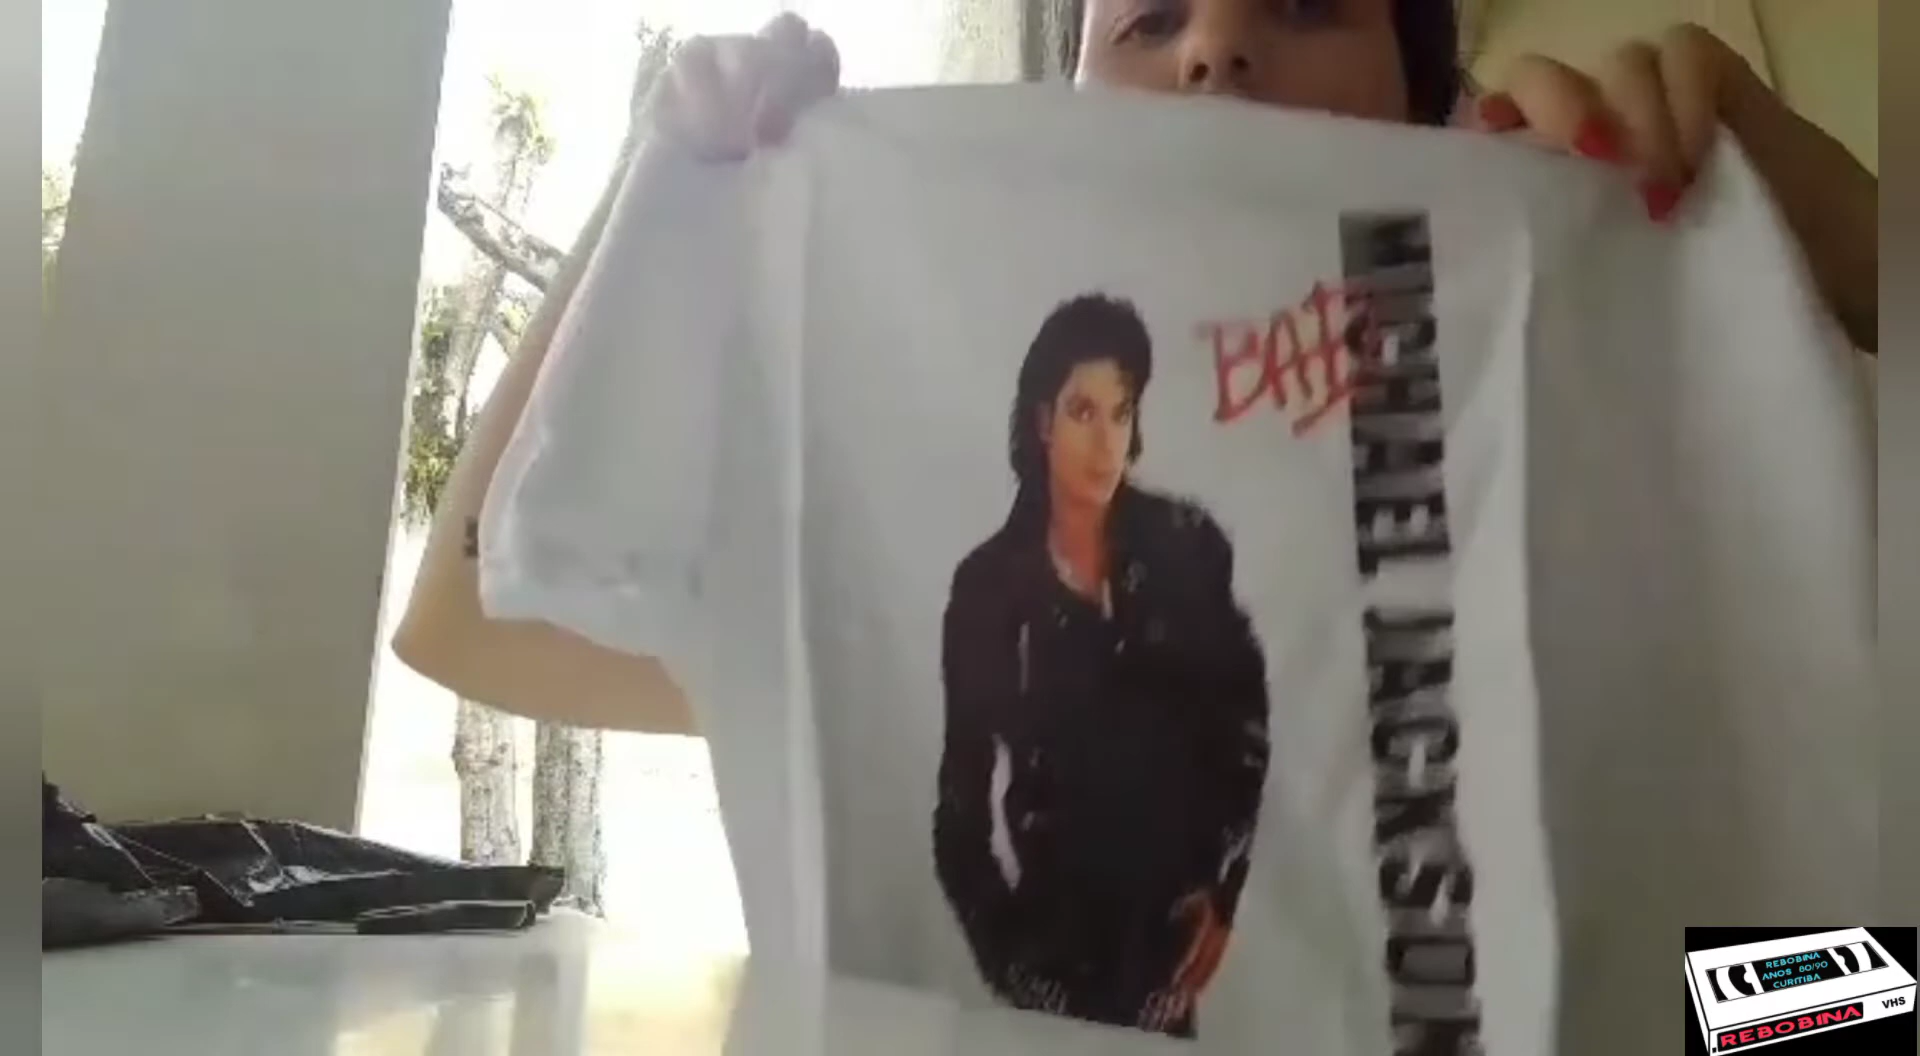 BAD
MICHAEL JACKSON
REBOBINA
ANOS 80/90
CURITIBA
VHS
REBOBINA